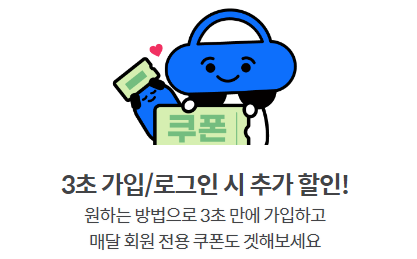 쿠폰
3초 가입/로그인 시 추가 할인!
원하는 방법으로 3초 만에 가입하고
매달 회원 전용 쿠폰도 겟해보세요